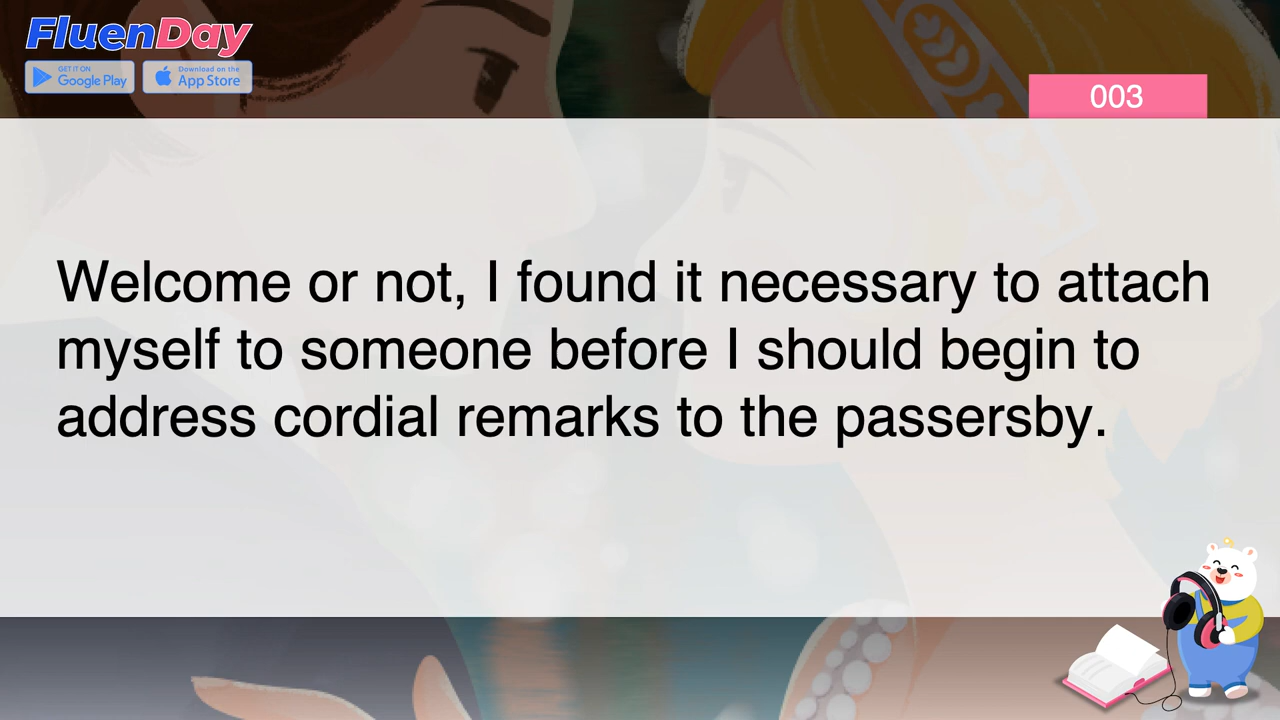 FluenDay
GET IT ON
Google Play
Download on the
App Store
003
Welcome or not, I found it necessary to attach
myself to someone before I should begin to
address cordial remarks to the passersby.